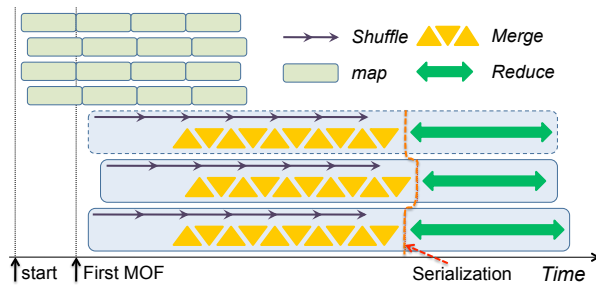 Shuffle
Merge
map
Reduce
start
First MOF
Serialization
Time